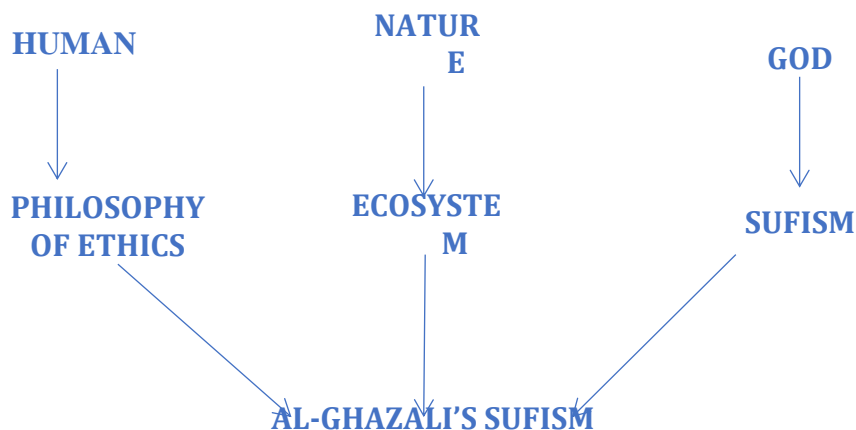 HUMAN
NATUR
E
GOD
PHILOSOPHY
OF ETHICS
ECOSYSTE
M
SUFISM
AL-GHAZALI’S SUFISM